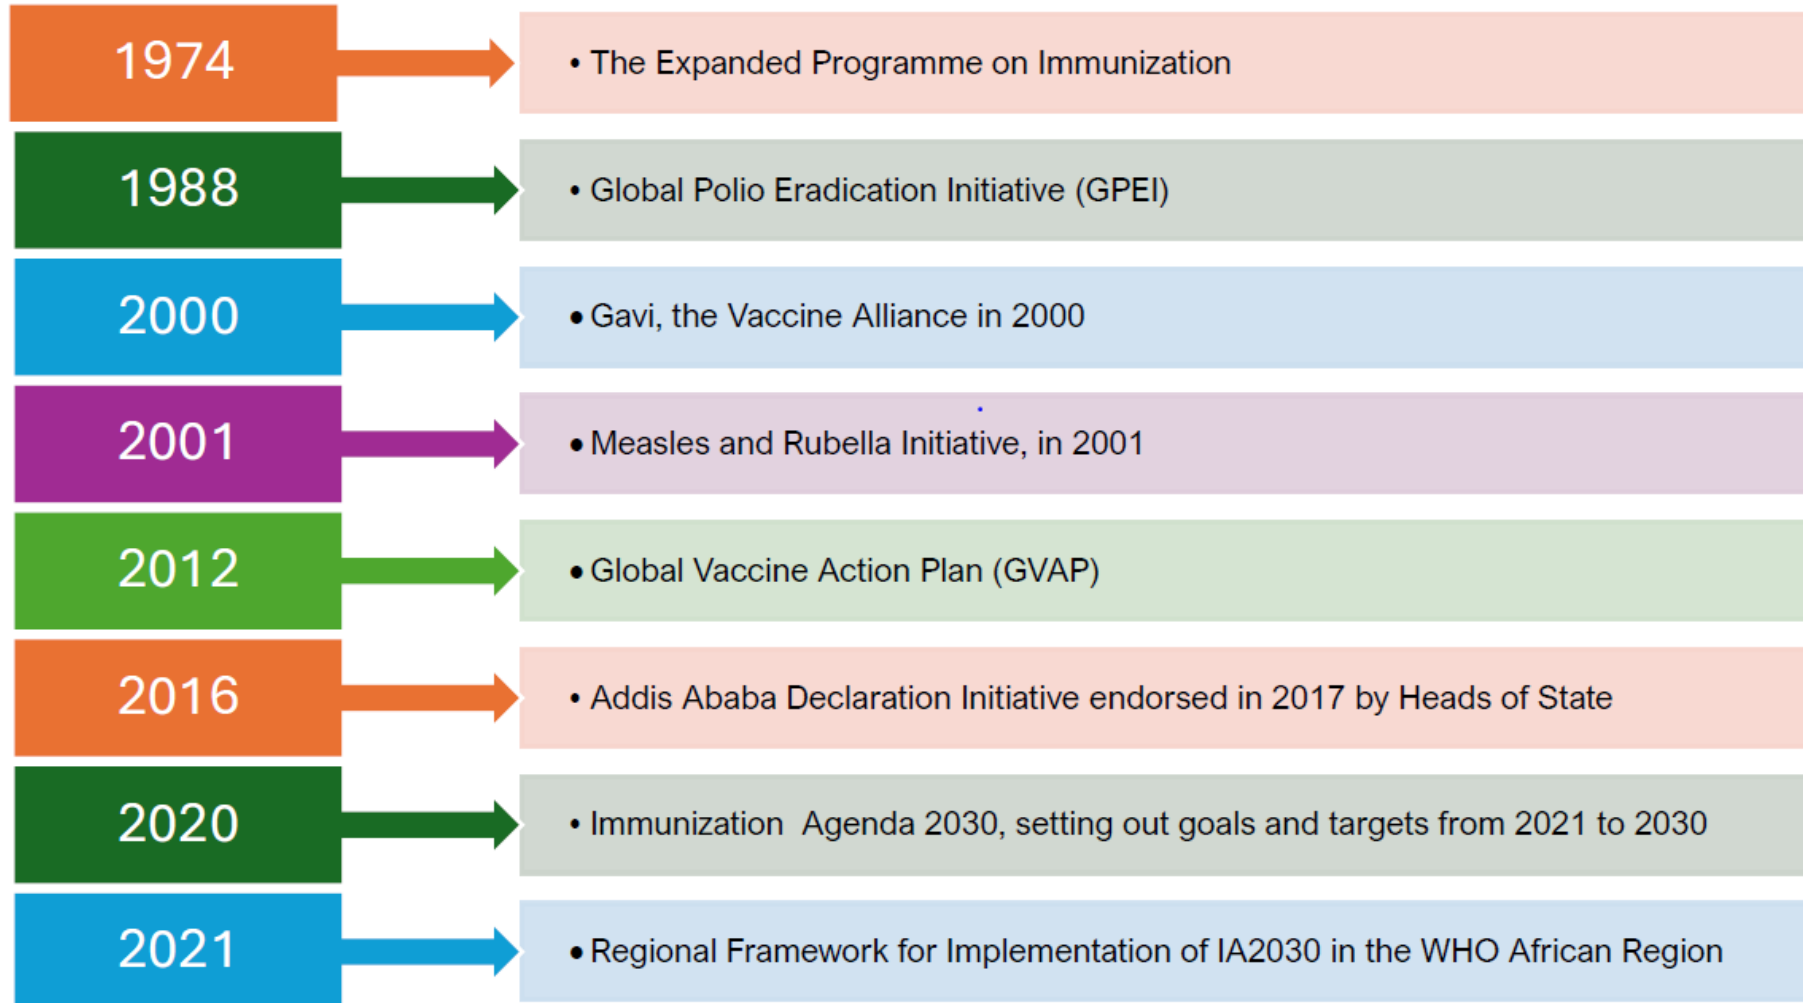 1974
• The Expanded Programme on Immunization
1988
• Global Polio Eradication Initiative (GPEI)
2000
• Gavi, the Vaccine Alliance in 2000
2001
• Measles and Rubella Initiative, in 2001
2012
• Global Vaccine Action Plan (GVAP)
2016
• Addis Ababa Declaration Initiative endorsed in 2017 by Heads of State
2020
• Immunization  Agenda 2030, setting out goals and targets from 2021 to 2030
2021
• Regional Framework for Implementation of IA2030 in the WHO African Region